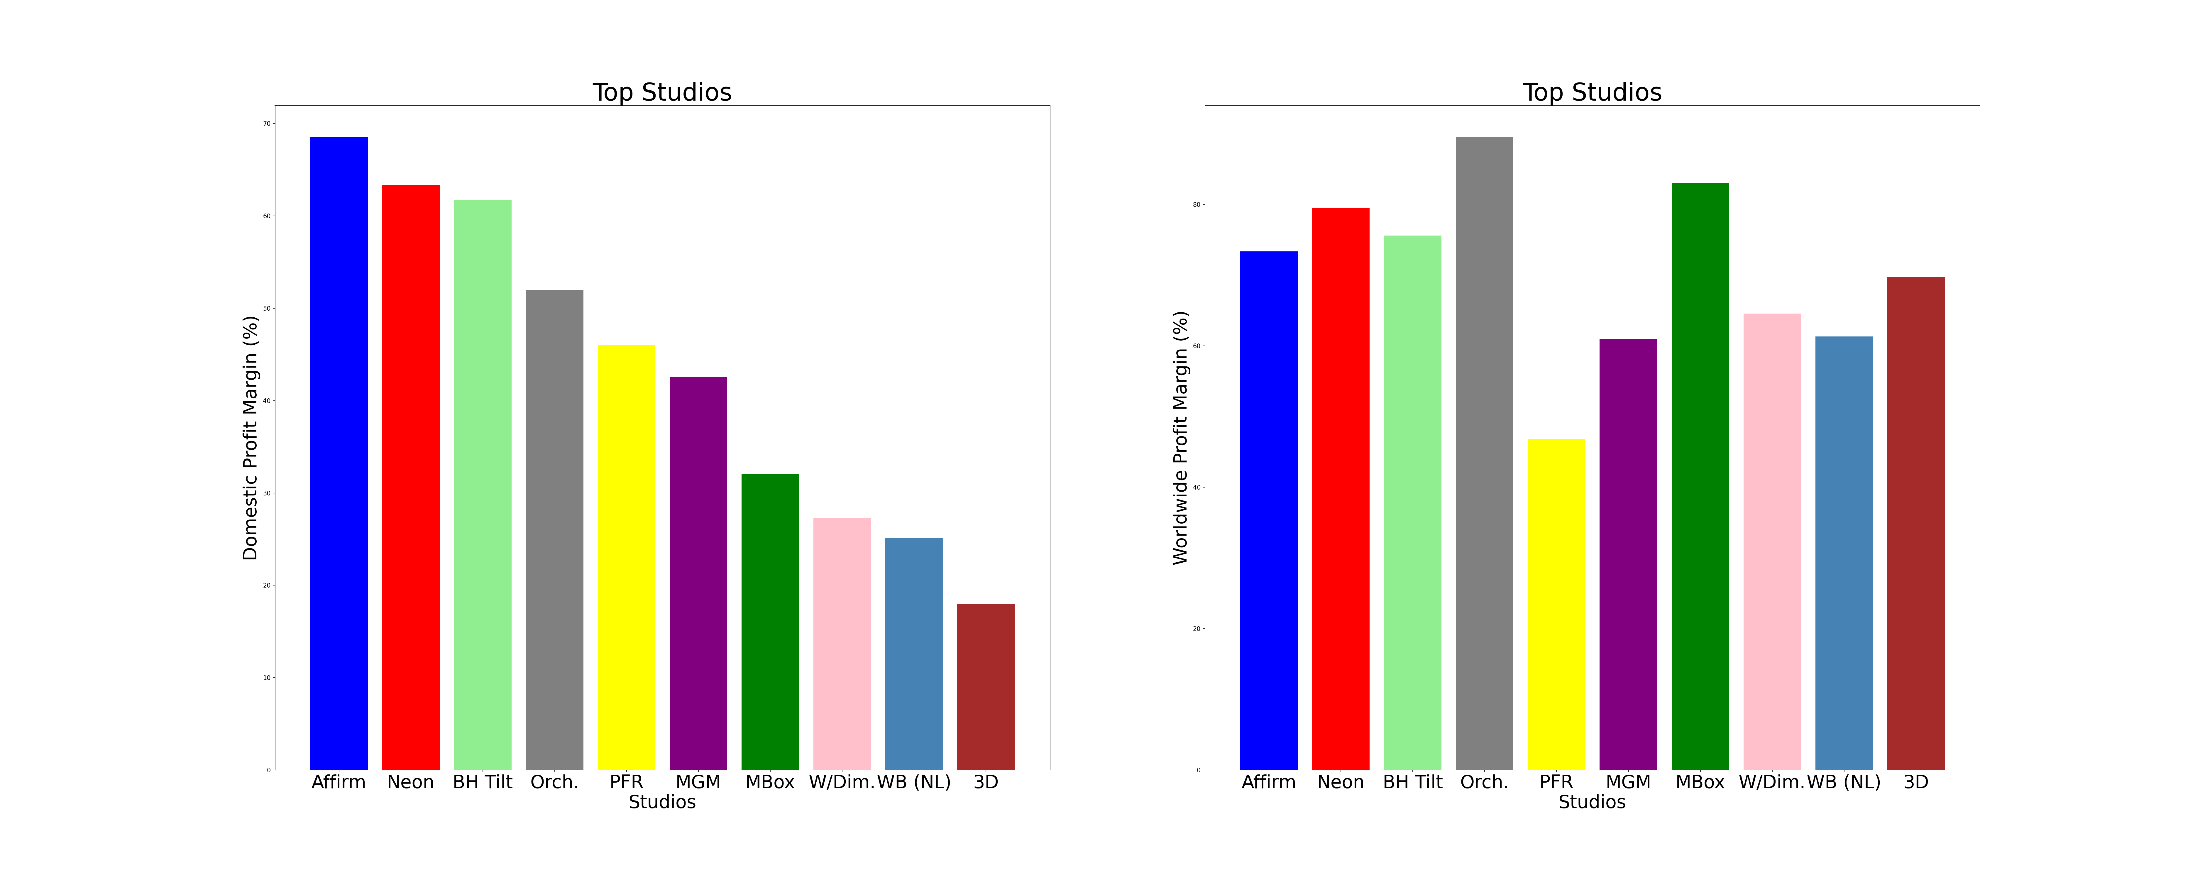 Top Studios
Domestic Profit Margin (%)
70
60
50
40
30
20
10
0
Affirm Neon BH Tilt Orch. PFR MGM MBox W/Dim. WB (NL) 3D
Studios
Top Studios
Worldwide Profit Margin (%)
80
60
40
20
0
Affirm Neon BH Tilt Orch. PFR MGM MBox W/Dim. WB (NL) 3D
Studios